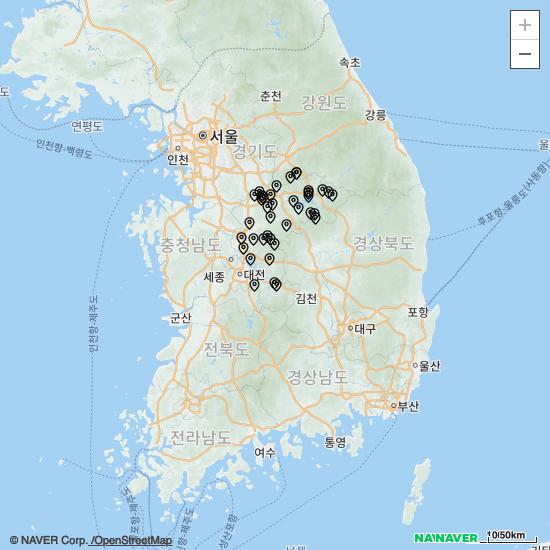 속초
춘천
강원도
강릉
연평도
서울
인천항-백령도
인천
경기도
울
후포항-울릉도(사동항)
충청남도
경상북도
세종
대전
인천항-제주도
김천
군산
포항
대구
전북도
울산
경상남도
부산
전라남도
통영
여수
© NAVER Corp. /OpenStreetMap
NAVER
10/50km